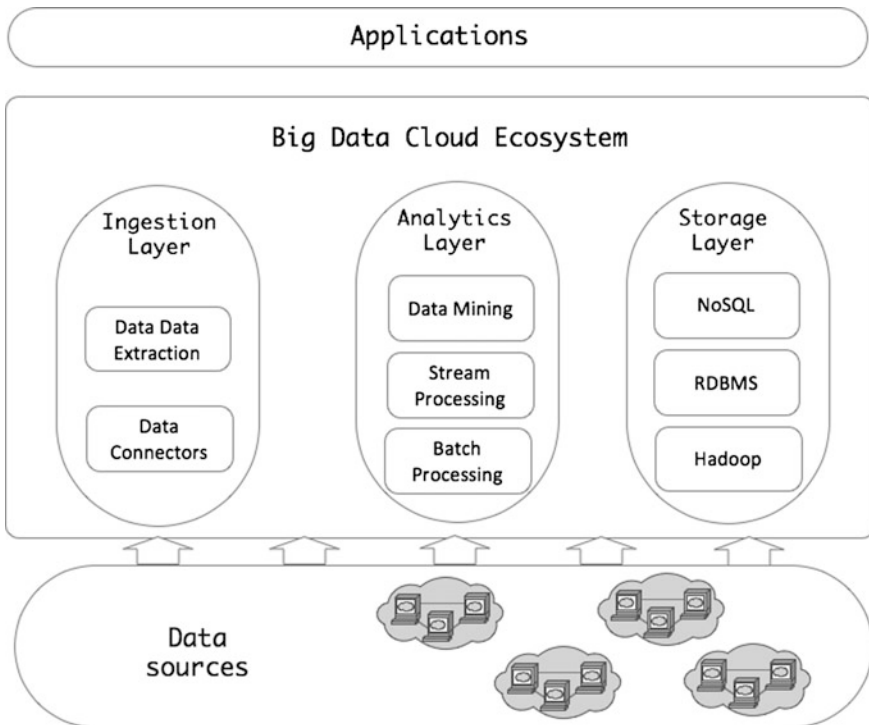 Applications
Big Data Cloud Ecosystem
Ingestion
Layer
Data Data
Extraction
Data
Connectors
Analytics
Layer
Data Mining
Stream
Processing
Batch
Processing
Storage
Layer
NoSQL
RDBMS
Hadoop
Data
sources